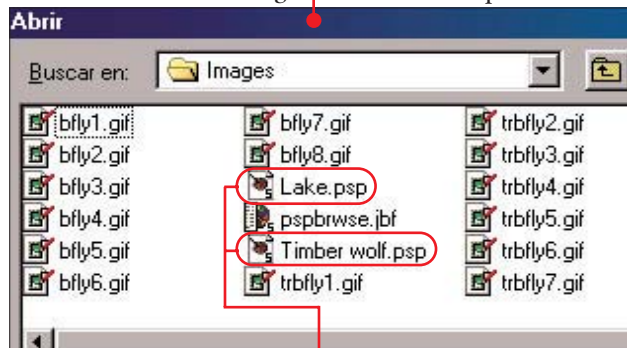 Abrir
Buscar en: Images
bfly1.gif
bfly2.gif
bfly3.gif
bfly4.gif
bfly5.gif
bfly6.gif
bfly7.gif
bfly8.gif
Lake.psp
pspbrwse.jbf
Timber wolf.psp
trbfly1.gif
trbfly2.gif
trbfly3.gif
trbfly4.gif
trbfly5.gif
trbfly6.gif
trbfly7.gif